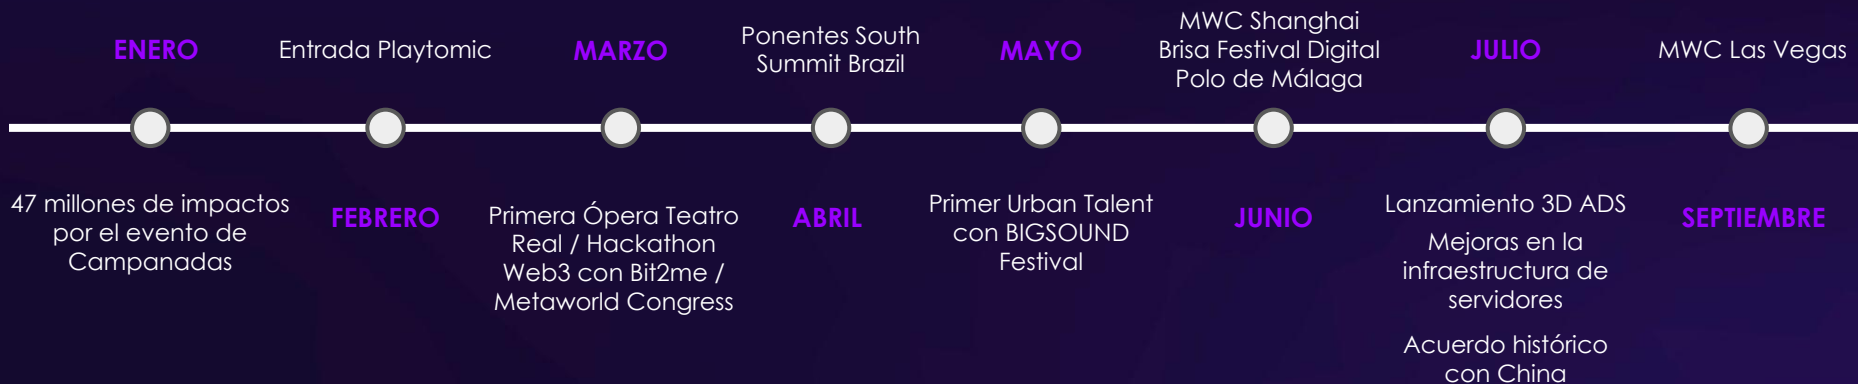 ENERO
47 millones de impactos
por el evento de
Campanadas
Entrada Playtomic
FEBRERO
MARZO
Primera Ópera Teatro
Real / Hackathon
Web3 con Bit2me /
Metaworld Congress
Ponentes South
Summit Brazil
ABRIL
MAYO
Primer Urban Talent
con BIGSOUND
Festival
MWC Shanghai
Brisa Festival Digital
Polo de Málaga
JUNIO
JULIO
Lanzamiento 3D ADS
Mejoras en la
infraestructura de
servidores
Acuerdo histórico
con China
MWC Las Vegas
SEPTIEMBRE